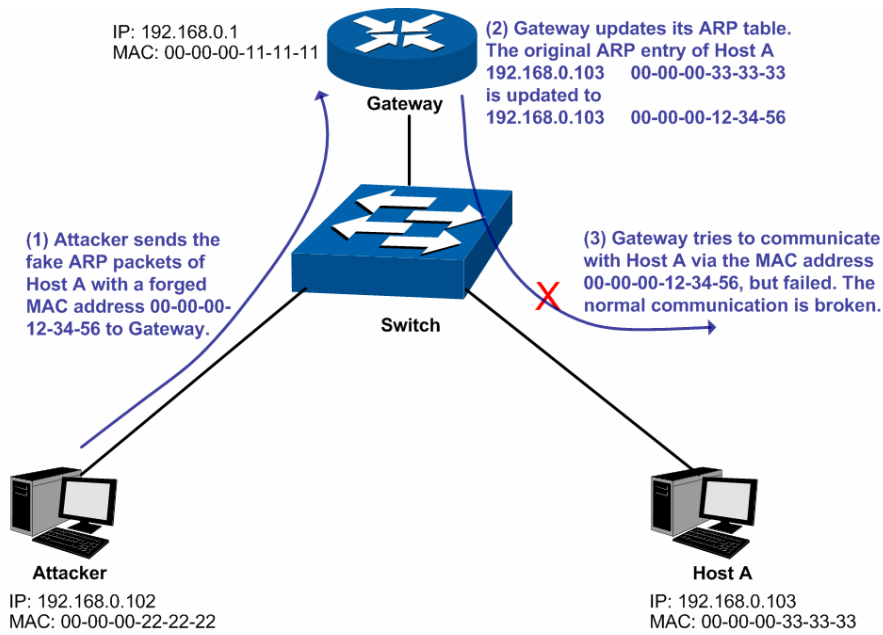 IP: 192.168.0.1
MAC: 00-00-00-11-11-11
Gateway
(2) Gateway updates its ARP table.
The original ARP entry of Host A
192.168.0.103 00-00-00-33-33-33
is updated to
192.168.0.103 00-00-00-12-34-56
(1) Attacker sends the
fake ARP packets of
Host A with a forged
MAC address 00-00-00-
12-34-56 to Gateway.
Switch
(3) Gateway tries to communicate
with Host A via the MAC address
00-00-00-12-34-56, but failed. The
normal communication is broken.
X
Attacker
IP: 192.168.0.102
MAC: 00-00-00-22-22-22
Host A
IP: 192.168.0.103
MAC: 00-00-00-33-33-33